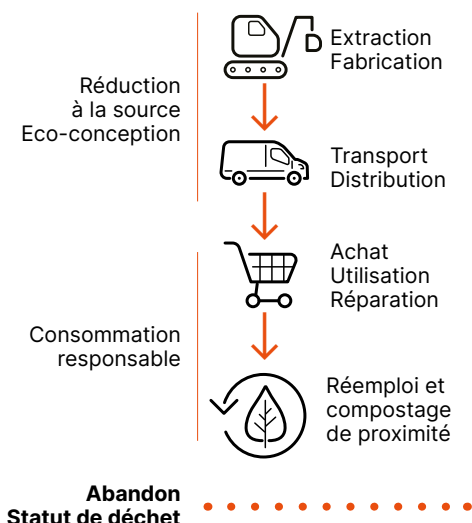 Extraction
Fabrication
Réduction
à la source
Eco-conception
Transport
Distribution
Achat
Utilisation
Réparation
Consommation
responsable
Réemploi et
compostage
de proximité
Abandon
Statut de déchet